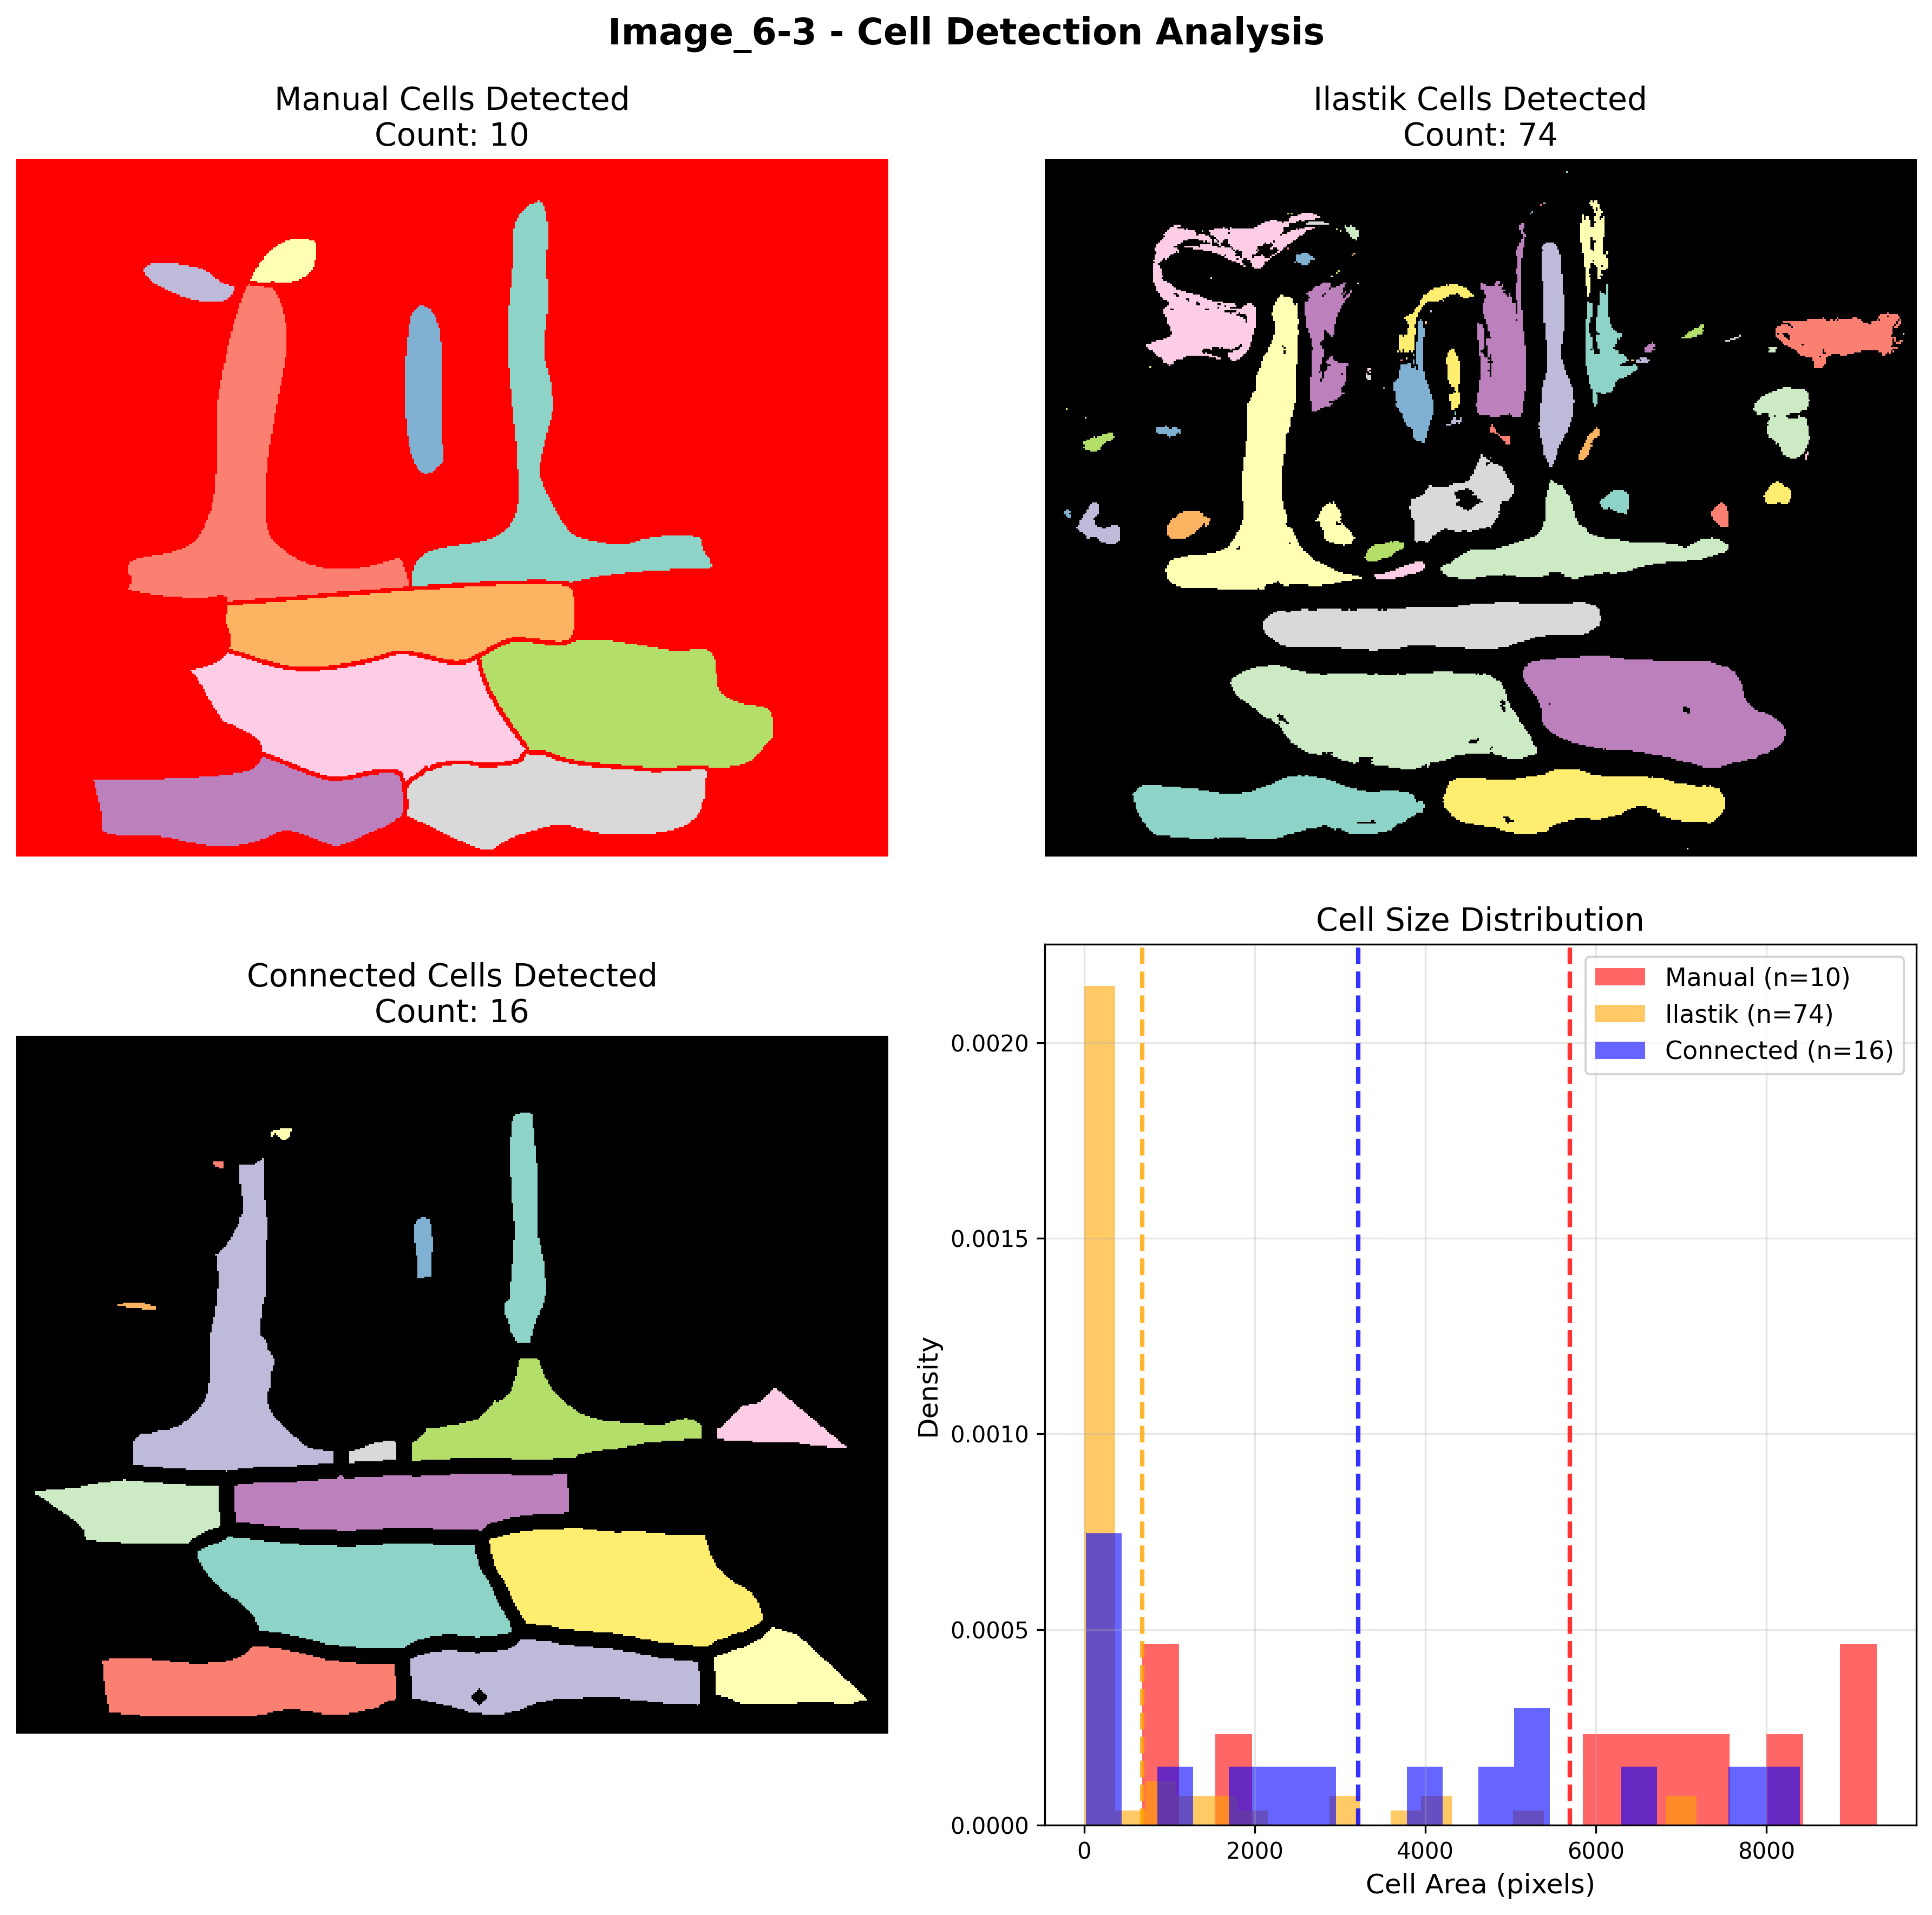 Image_6-3 - Cell Detection Analysis
Manual Cells Detected
Count: 10
Ilastik Cells Detected
Count: 74
Connected Cells Detected
Count: 16
Cell Size Distribution
Manual (n=10)
Ilastik (n=74)
Connected (n=16)
Density
0.0020
0.0015
0.0010
0.0005
0.0000
0 2000 4000 6000 8000
Cell Area (pixels)